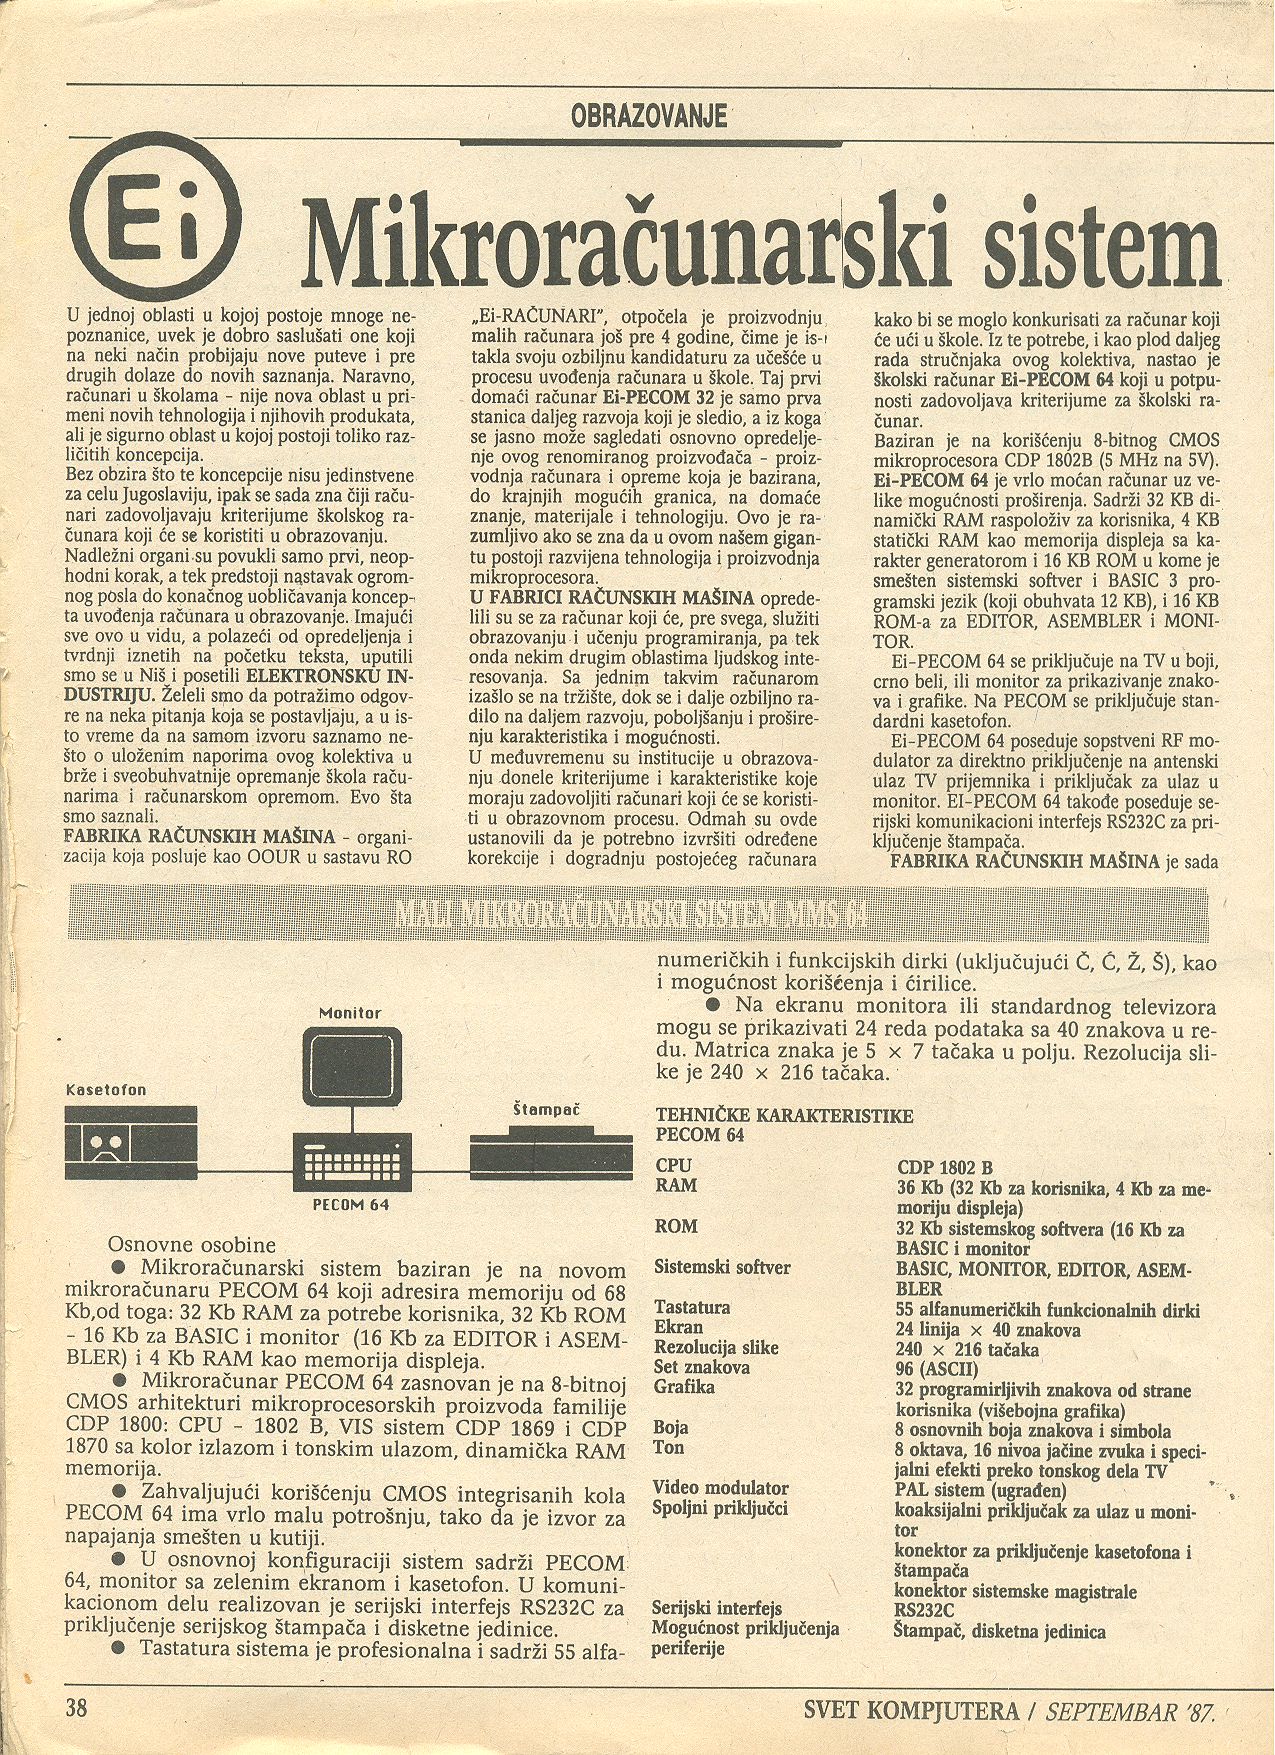 OBRAZOVANJE
Ei
Mikroračunarski sistem
U jednoj oblasti u kojoj postoje mnoge ne-
poznanice, uvek je dobro saslušati one koji
na neki način probijaju nove puteve i pre
drugih dolaze do novih saznanja. Naravno,
računari u školama – nije nova oblast u pri-
meni novih tehnologija i njihovih produkata,
ali je sigurno oblast u kojoj postoji toliko raz-
ličitih koncepcija.
Bez obzira što te koncepcije nisu jedinstvene
za celu Jugoslaviju, ipak se sada zna čiji raču-
nari zadovoljavaju kriterijume školskog ra-
čunara koji će se koristiti u obrazovanju.
Nadležni organi su povukli samo prvi, neop-
hodni korak, a tek predstoji nastavak ogrom-
nog posla do konačnog uobličavanja koncep-
ta uvođenja računara u obrazovanje. Imajući
sve ovo u vidu, a polazeći od opredeljenja i
tvrdnji iznetih na početku teksta, uputili
smo se u Niš i posetili ELEKTRONSKU IN-
DUSTRIJU. Želeli smo da potražimo odgov-
re na neka pitanja koja se postavljaju, a u is-
to vreme da na samom izvoru saznamo ne-
što o uloženim naporima ovog kolektiva u
brže i sveobuhvatnije opremanje škola raču-
narima i računarskom opremom. Evo šta
smo saznali.
FABRIKA RAČUNSKIH MAŠINA – organi-
zacija koja posluje kao OOUR u sastavu RO
„Ei-RAČUNARI”, otpočela je proizvodnju
malih računara još pre 4 godine, čime je is-
takla svoju ozbiljnu kandidaturu za učešće u
procesu uvođenja računara u škole. Taj prvi
domaći računar Ei-PECOM 32 je samo prva
stanica daljeg razvoja koji je sledio, a iz koga
se jasno može sagledati osnovno opredelje-
nje ovog renomiranog proizvođača – proiz-
vodnja računara i opreme koja je bazirana,
do krajnjih mogućih granica, na domaće
znanje, materijale i tehnologiju. Ovo je ra-
zumljivo ako se zna da u ovom našem gigan-
tu postoji razvijena tehnologija i proizvodnja
mikroprocesora.
U FABRICI RAČUNSKIH MAŠINA oprede-
lili su se za računar koji će, pre svega, služiti
obrazovanju i učenju programiranja, pa tek
onda nekim drugim oblastima ljudskog inte-
resovanja. Sa jednim takvim računarom
izašlo se na tržište, dok se i dalje ozbiljno ra-
dilo na daljem razvoju, poboljšanju i prošire-
nju karakteristika i mogućnosti.
U međuvremenu su institucije u obrazova-
nju donele kriterijume i karakteristike koje
moraju zadovoljiti računari koji će se koristi-
ti u obrazovnom procesu. Odmah su ovde
ustanovili da je potrebno izvršiti određene
korekcije i dogradnju postojećeg računara
kako bi se moglo konkurisati za računar koji
će ući u škole. Iz te potrebe, i kao plod daljeg
rada stručnjaka ovog kolektiva, nastao je
školski računar Ei-PECOM 64 koji u potpu-
nosti zadovoljava kriterijume za školski ra-
čunar.
Baziran je na korišćenju 8-bitnog CMOS
mikroprocesora CDP 1802B (5 MHz na 5V).
Ei-PECOM 64 je vrlo moćan računar uz ve-
like mogućnosti proširenja. Sadrži 32 KB di-
namički RAM raspoloživ za korisnika, 4 KB
statički RAM kao memorija displeja sa ka-
rakter generatorom i 16 KB ROM u kome je
smešten sistemski softver i BASIC 3 pro-
gramski jezik (koji obuhvata 12 KB), i 16 KB
ROM-a za EDITOR, ASEMBLER i MONI-
TOR.
Ei-PECOM 64 se priključuje na TV u boji,
crno beli, ili monitor za prikazivanje znako-
va i grafike. Na PECOM se priključuje stan-
dardni kasetofon.
Ei-PECOM 64 poseduje sopstveni RF mo-
dulator za direktno priključenje na antenski
ulaz TV prijemnika i priključak za ulaz u
monitor. EI-PECOM 64 takođe poseduje se-
rijski komunikacioni interfejs RS232C za pri-
ključenje štampača.
FABRIKA RAČUNSKIH MAŠINA je sada
MALI MIKRORAČUNARSKI SISTEM MMS 64
Monitor
Kasetofon
Štampač
PECOM 64
Osnovne osobine
● Mikroračunarski sistem baziran je na novom
mikroračunaru PECOM 64 koji adresira memoriju od 68
Kb,od toga: 32 Kb RAM za potrebe korisnika, 32 Kb ROM
– 16 Kb za BASIC i monitor (16 Kb za EDITOR i ASEM-
BLER) i 4 Kb RAM kao memorija displeja.
● Mikroračunar PECOM 64 zasnovan je na 8-bitnoj
CMOS arhitekturi mikroprocesorskih proizvoda familije
CDP 1800: CPU – 1802 B, VIS sistem CDP 1869 i CDP
1870 sa kolor izlazom i tonskim ulazom, dinamička RAM
memorija.
● Zahvaljujući korišćenju CMOS integrisanih kola
PECOM 64 ima vrlo malu potrošnju, tako da je izvor za
napajanja smešten u kutiji.
● U osnovnoj konfiguraciji sistem sadrži PECOM
64, monitor sa zelenim ekranom i kasetofon. U komuni-
kacionom delu realizovan je serijski interfejs RS232C za
priključenje serijskog štampača i disketne jedinice.
● Tastatura sistema je profesionalna i sadrži 55 alfa-
numeričkih i funkcijskih dirki (uključujući Č, Ć, Ž, Š), kao
i mogućnost korišćenja i ćirilice.
● Na ekranu monitora ili standardnog televizora
mogu se prikazivati 24 reda podataka sa 40 znakova u re-
du. Matrica znaka je 5 × 7 tačaka u polju. Rezolucija sli-
ke je 240 × 216 tačaka.
TEHNIČKE KARAKTERISTIKE
PECOM 64
CPU CDP 1802 B
RAM 36 Kb (32 Kb za korisnika, 4 Kb za me-
moriju displeja)
ROM 32 Kb sistemskog softvera (16 Kb za
BASIC i monitor
Sistemski softver BASIC, MONITOR, EDITOR, ASEM-
BLER
Tastatura 55 alfanumeričkih funkcionalnih dirki
Ekran 24 linija × 40 znakova
Rezolucija slike 240 × 216 tačaka
Set znakova 96 (ASCII)
Grafika 32 programirljivih znakova od strane
korisnika (višebojna grafika)
Boja 8 osnovnih boja znakova i simbola
Ton 8 oktava, 16 nivoa jačine zvuka i speci-
jalni efekti preko tonskog dela TV
Video modulator PAL sistem (ugrađen)
Spoljni priključci koaksijalni priključak za ulaz u moni-
tor
konektor za priključenje kasetofona i
štampača
konektor sistemske magistrale
Serijski interfejs RS232C
Mogućnost priključenja Štampač, disketna jedinica
periferije
38
SVET KOMPJUTERA / SEPTEMBAR '87.